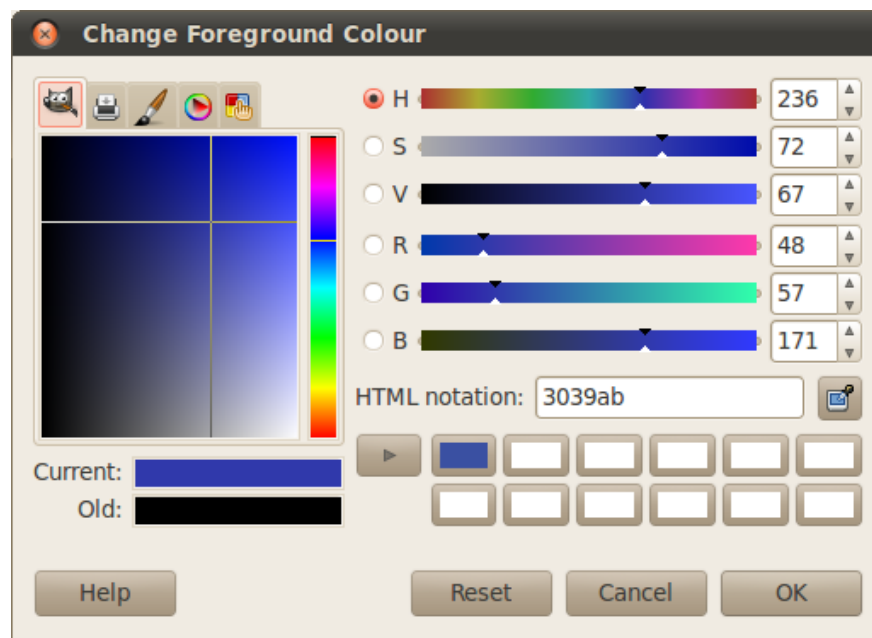 Change Foreground Colour
H 236
S 72
V 67
R 48
G 57
B 171
HTML notation: 3039ab
Current:
Old:
Help Reset Cancel OK